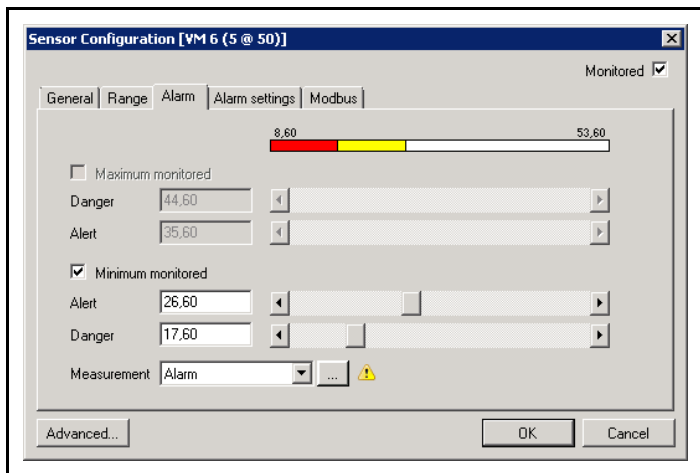 Sensor Configuration [VM 6 (5 @ 50)]
Monitored
General Range Alarm Alarm settings Modbus
8,60 53,60
Maximum monitored
Danger 44,60
Alert 35,60
Minimum monitored
Alert 26,60
Danger 17,60
Measurement Alarm ...
Advanced... OK Cancel